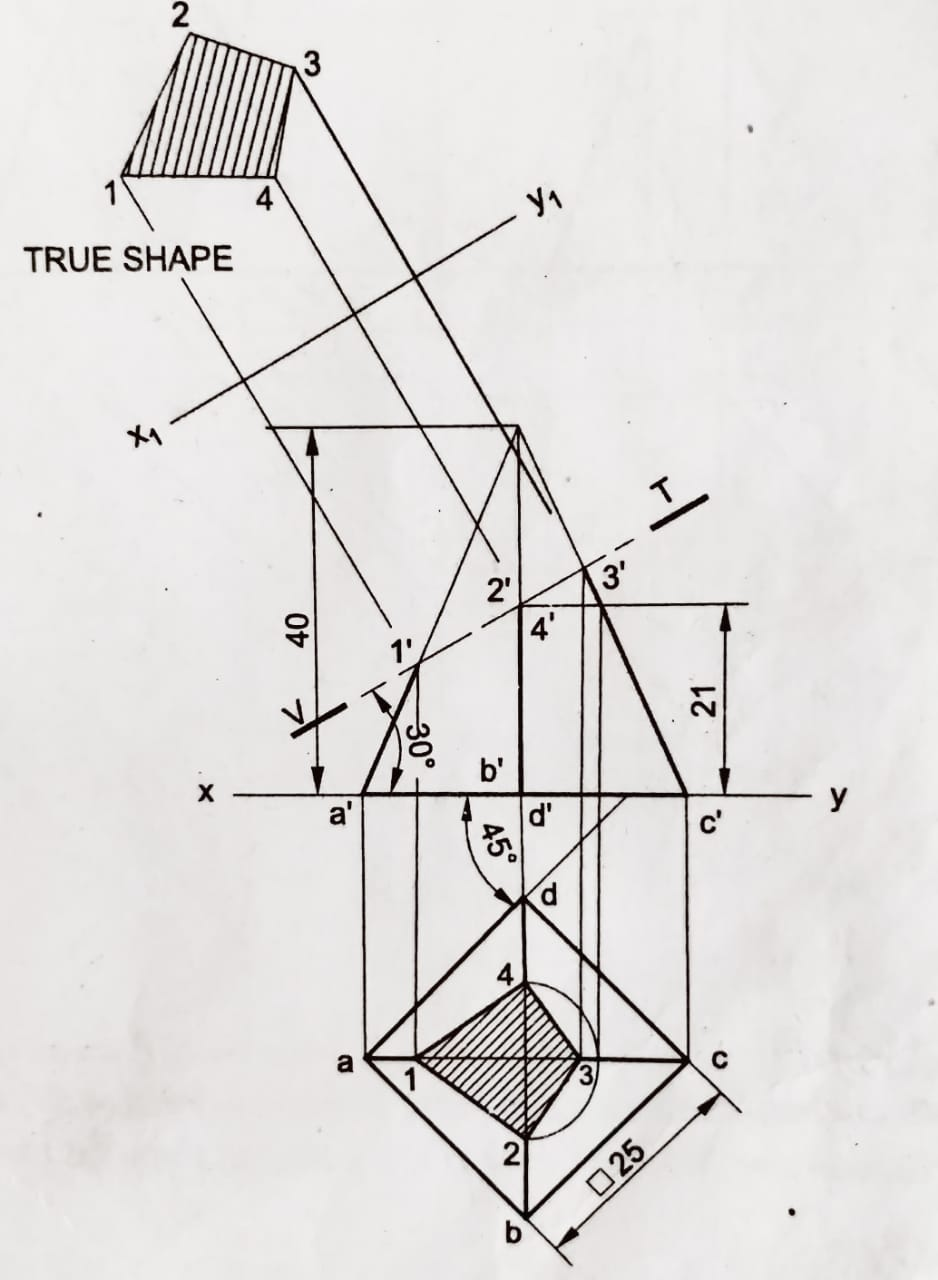 2
3
1
4
TRUE SHAPE
y1
x1
T
40
2'
3'
4'
1'
21
V
30°
x
b'
y
a'
d'
c'
45°
d
4
a
1
3
c
2
□ 25
b